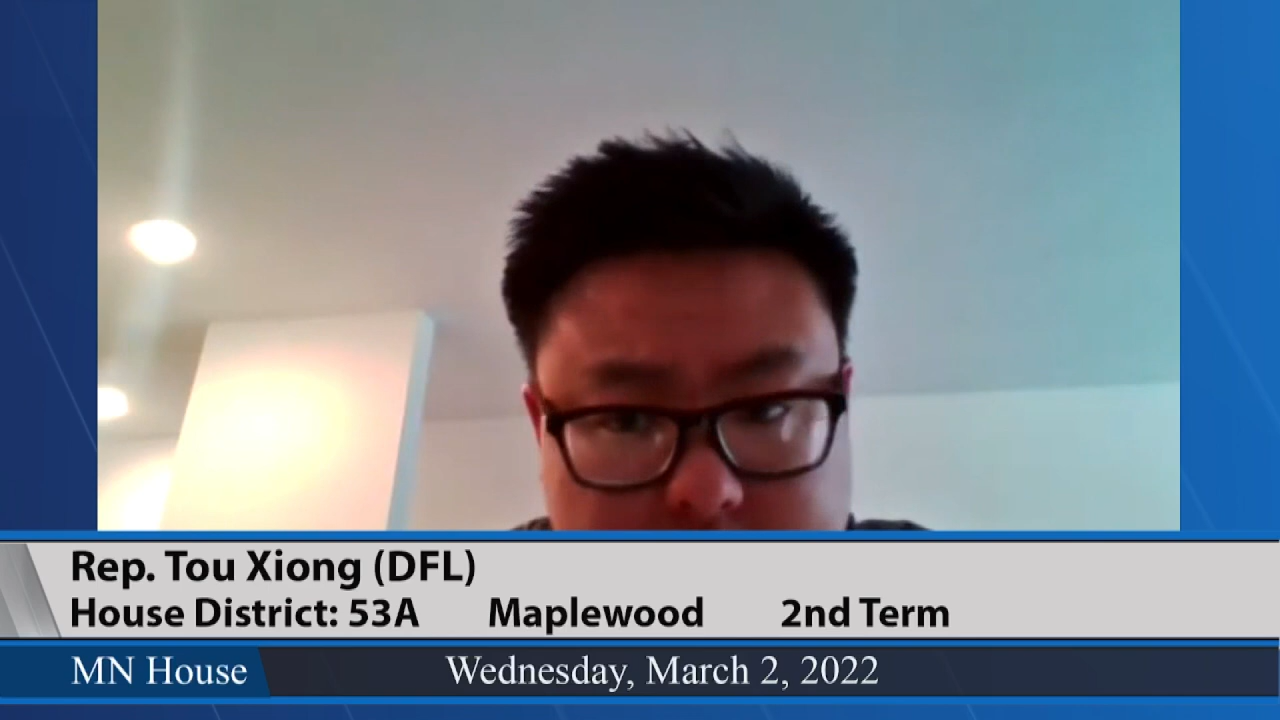 Rep. Tou Xiong (DFL)
House District: 53A Maplewood 2nd Term
MN House Wednesday, March 2, 2022